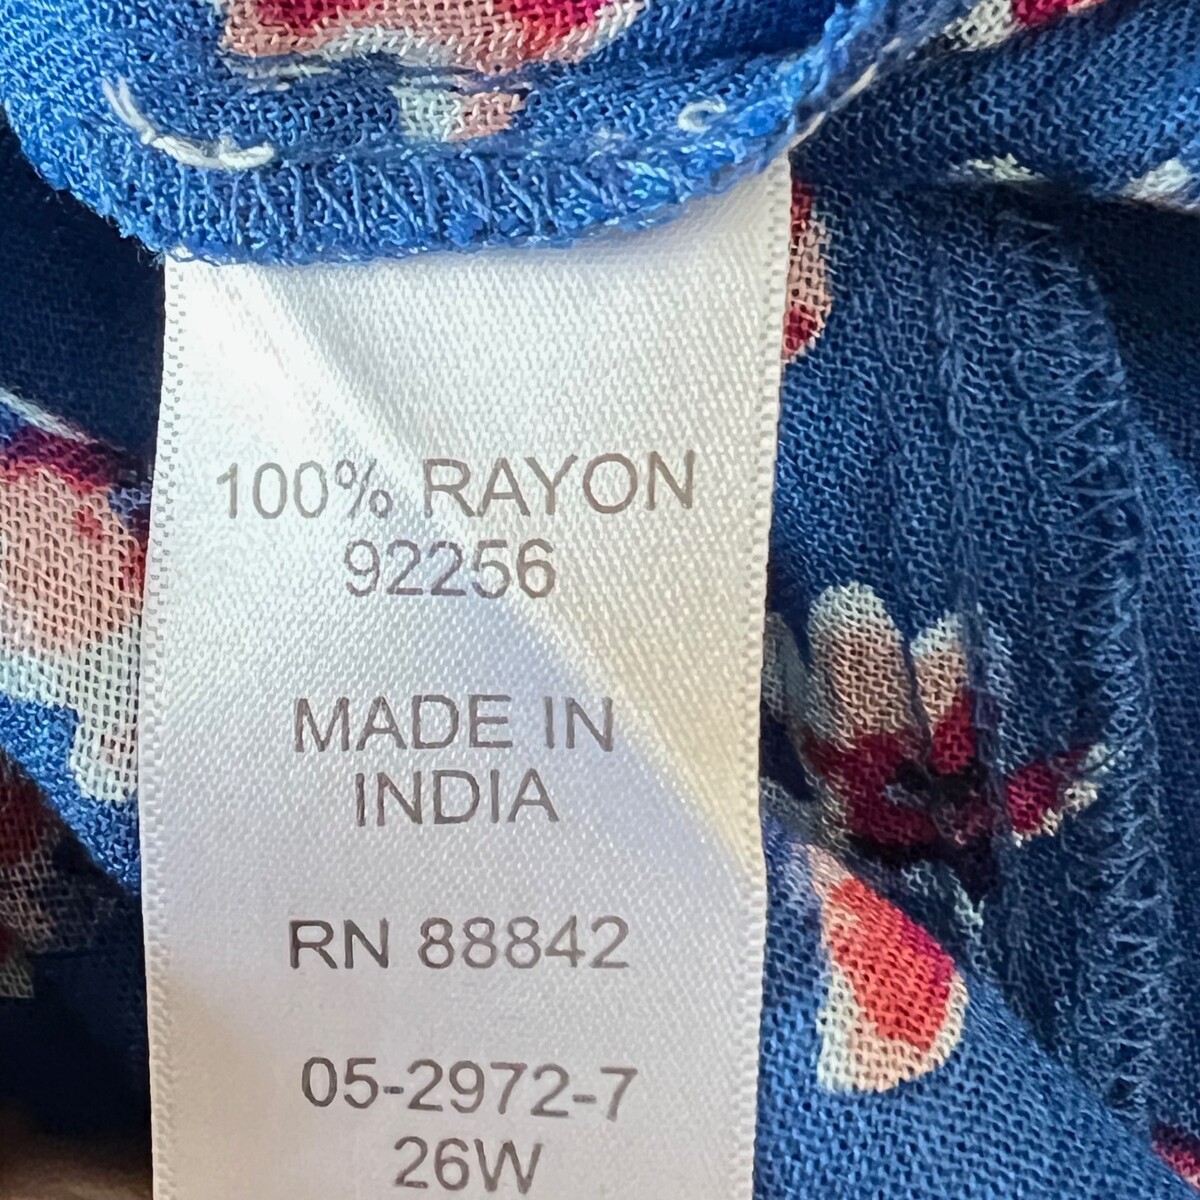 100% RAYON
92256
MADE IN
INDIA
RN 88842
05-2972-7
26W